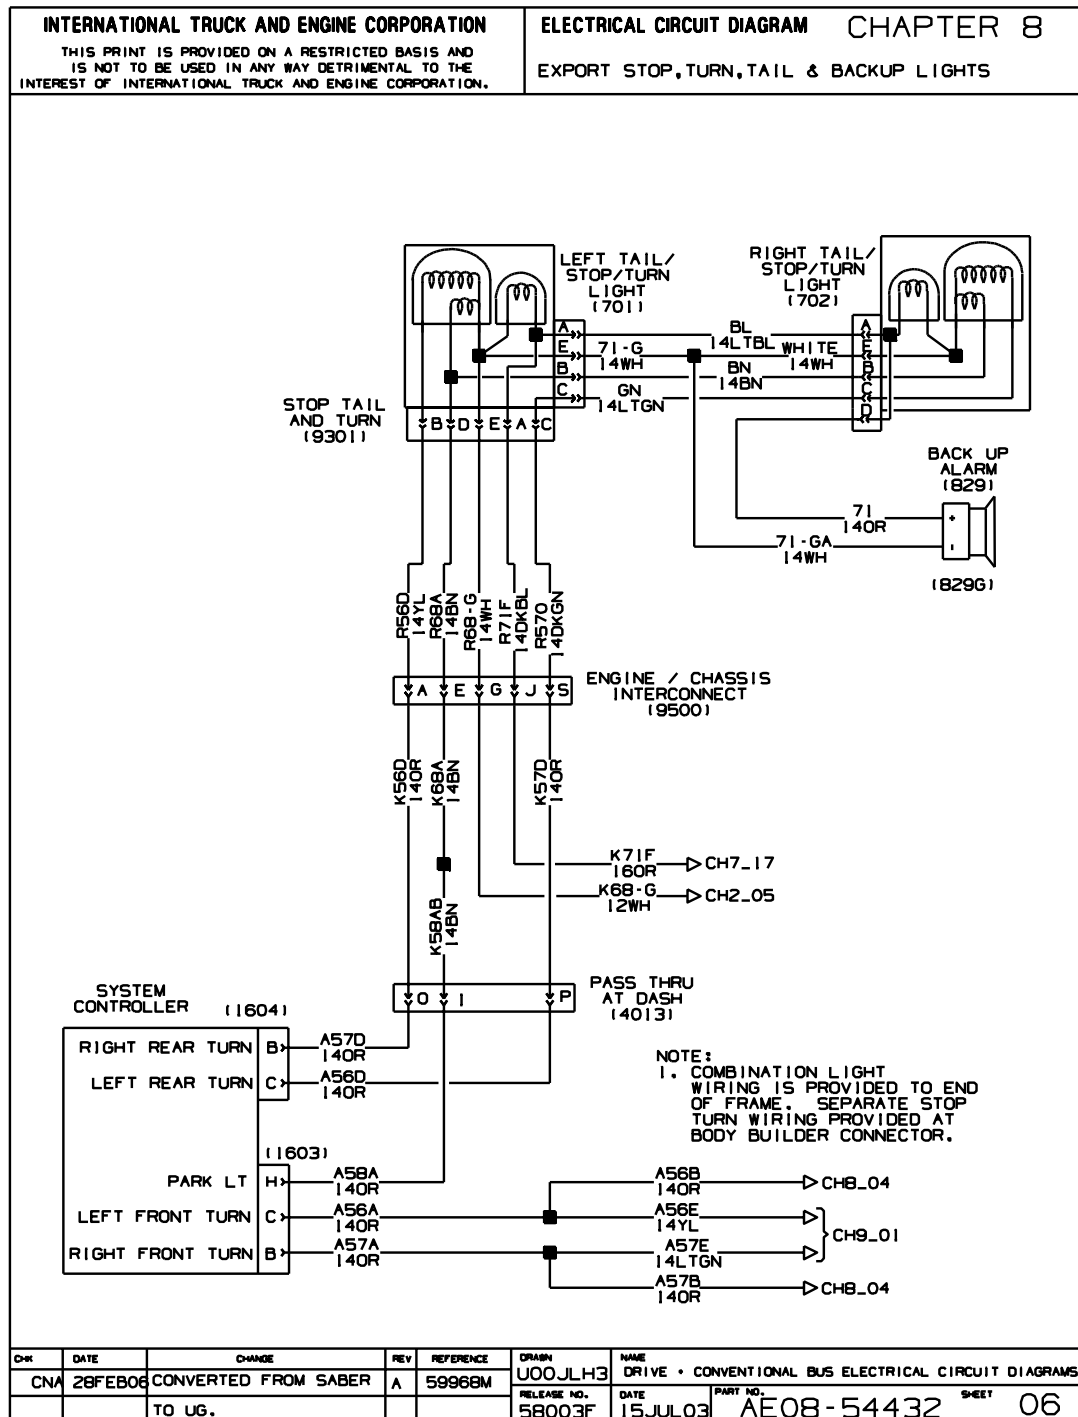 INTERNATIONAL TRUCK AND ENGINE CORPORATION
THIS PRINT IS PROVIDED ON A RESTRICTED BASIS AND
IS NOT TO BE USED IN ANY WAY DETRIMENTAL TO THE
INTEREST OF INTERNATIONAL TRUCK AND ENGINE CORPORATION.
ELECTRICAL CIRCUIT DIAGRAM CHAPTER 8
EXPORT STOP,TURN,TAIL & BACKUP LIGHTS
LEFT TAIL/
STOP/TURN
LIGHT
(701)
RIGHT TAIL/
STOP/TURN
LIGHT
(702)
A
E
B
C
BL
14LTBL
71-G
14WH
WHITE
14WH
BN
14BN
GN
14LTGN
A
E
B
C
D
STOP TAIL
AND TURN
(9301)
B D E A C
BACK UP
ALARM
(829)
+
-
71
14OR
71-GA
14WH
(829G)
R56D
14YL
R68A
14BN
R68-G
14WH
R71F
14DKBL
R570
14DKGN
A E G J S
ENGINE / CHASSIS
INTERCONNECT
(9500)
K56D
14OR
K68A
14BN
K57D
14OR
K71F
16OR
CH7_17
K68-G
12WH
CH2_05
K58AB
14BN
O I P
PASS THRU
AT DASH
(4013)
SYSTEM
CONTROLLER
(1604)
RIGHT REAR TURN B
A57D
14OR
LEFT REAR TURN C
A56D
14OR
NOTE:
1. COMBINATION LIGHT
WIRING IS PROVIDED TO END
OF FRAME. SEPARATE STOP
TURN WIRING PROVIDED AT
BODY BUILDER CONNECTOR.
(1603)
PARK LT H
A58A
14OR
LEFT FRONT TURN C
A56A
14OR
RIGHT FRONT TURN B
A57A
14OR
A56B
14OR
CH8_04
A56E
14YL
A57E
14LTGN
CH9_01
A57B
14OR
CH8_04
CHK DATE CHANGE REV REFERENCE
CNA 28FEB06 CONVERTED FROM SABER A 59968M
TO UG.
DRAWN
U00JLH3
NAME
DRIVE - CONVENTIONAL BUS ELECTRICAL CIRCUIT DIAGRAMS
RELEASE NO.
58003F
DATE
15JUL03
PART NO.
AE08-54432
SHEET
06